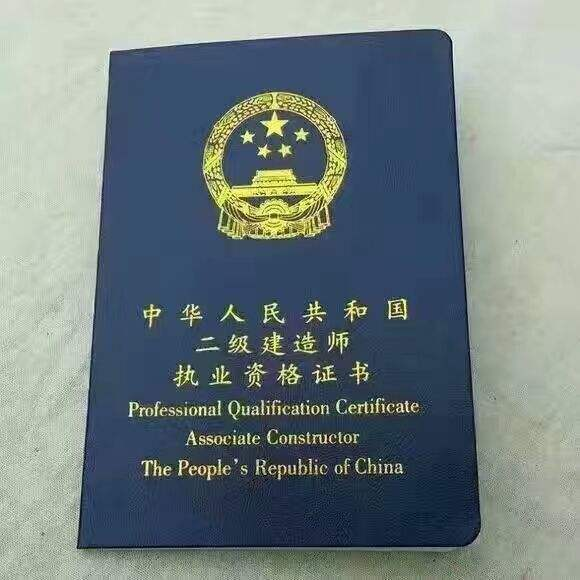 中华人民共和国
二级建造师
执业资格证书
Professional Qualification Certificate
Associate Constructor
The People's Republic of China